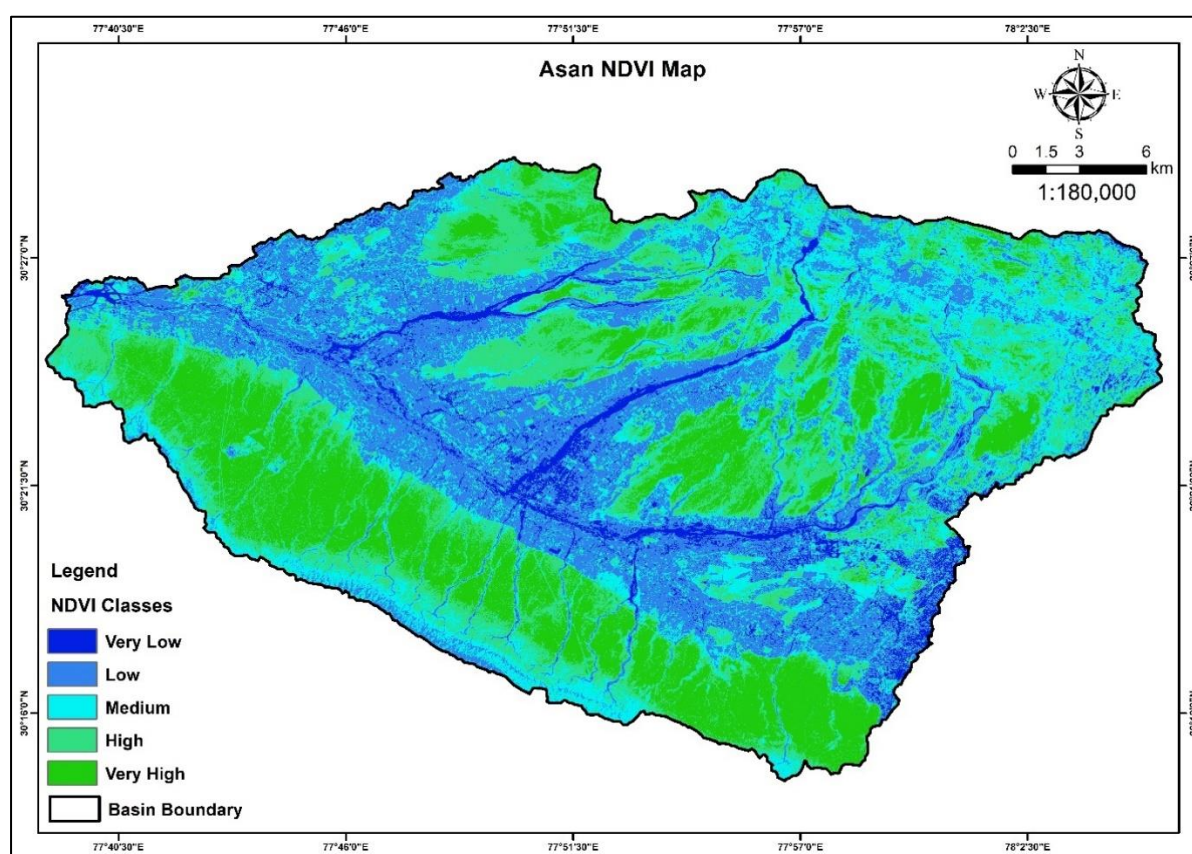 77°40'30"E 77°46'0"E 77°51'30"E 77°57'0"E 78°2'30"E
Asan NDVI Map
N
W E
S
0 1.5 3 6
km
1:180,000
30°27'0"N
30°21'30"N
30°16'0"N
Legend
NDVI Classes
Very Low
Low
Medium
High
Very High
Basin Boundary
77°40'30"E 77°46'0"E 77°51'30"E 77°57'0"E 78°2'30"E